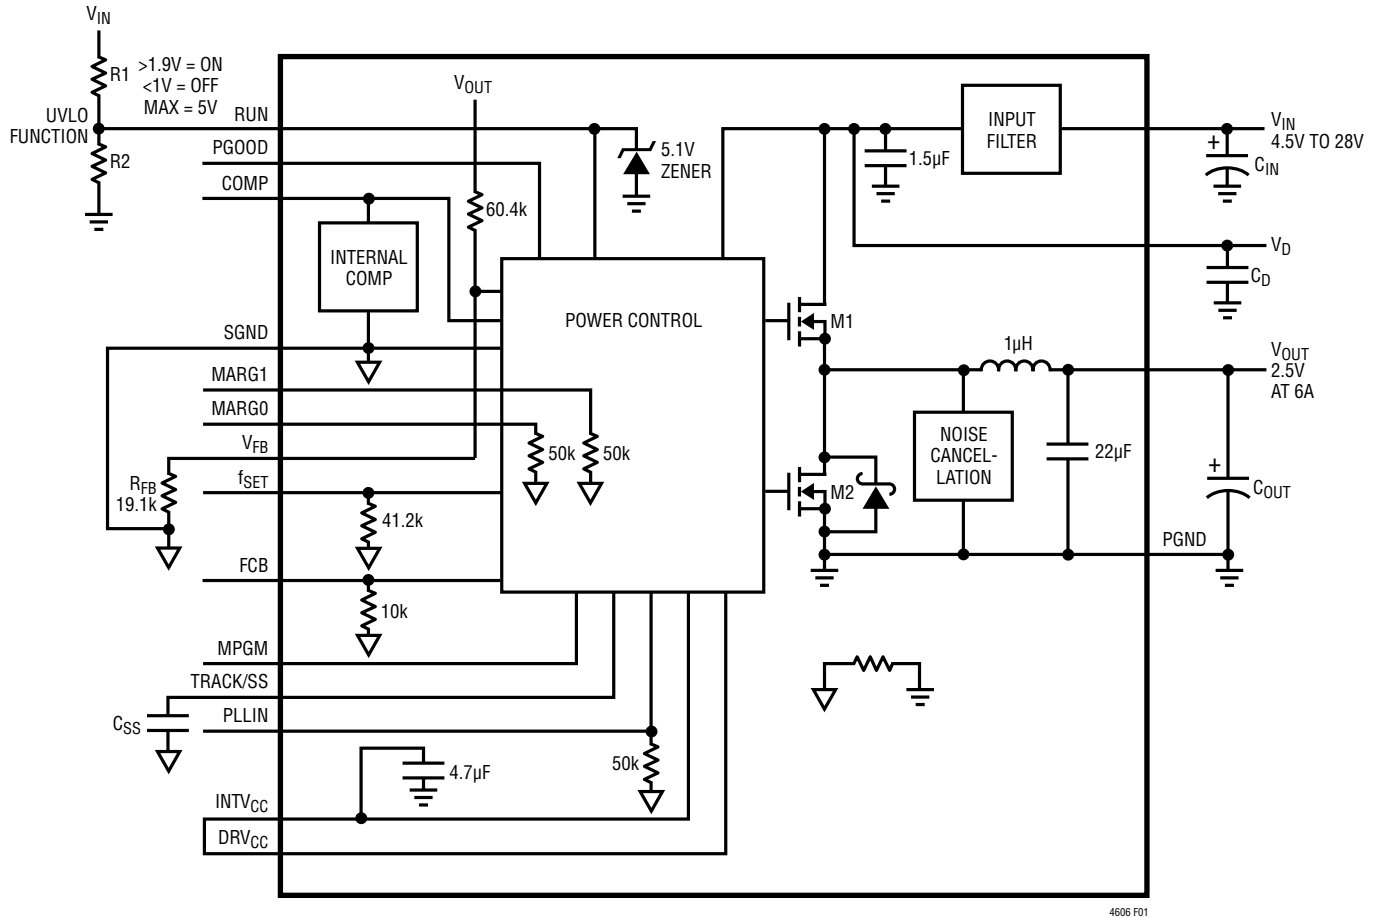 VIN
R1
>1.9V = ON
<1V = OFF
MAX = 5V
UVLO
FUNCTION
R2
RUN
PGOOD
COMP
VOUT
60.4k
5.1V
ZENER
INTERNAL
COMP
POWER CONTROL
1.5µF
INPUT
FILTER
VIN
4.5V TO 28V
CIN
VD
CD
SGND
MARG1
MARG0
VFB
fSET
50k
50k
RFB
19.1k
41.2k
FCB
10k
M1
M2
1µH
NOISE
CANCEL-
LATION
22µF
VOUT
2.5V
AT 6A
COUT
PGND
MPGM
TRACK/SS
CSS
PLLIN
50k
4.7µF
INTVCC
DRVCC
4606 F01